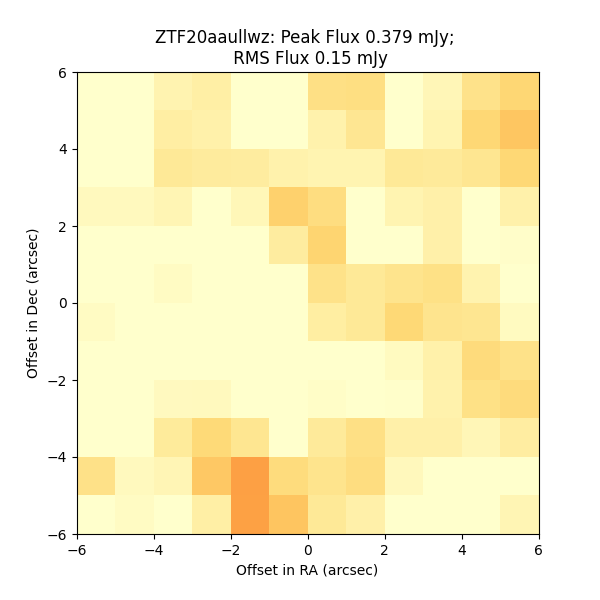 ZTF20aaullwz: Peak Flux 0.379 mJy;
RMS Flux 0.15 mJy
6
4
2
0
−2
−4
−6
Offset in Dec (arcsec)
−6 −4 −2 0 2 4 6
Offset in RA (arcsec)